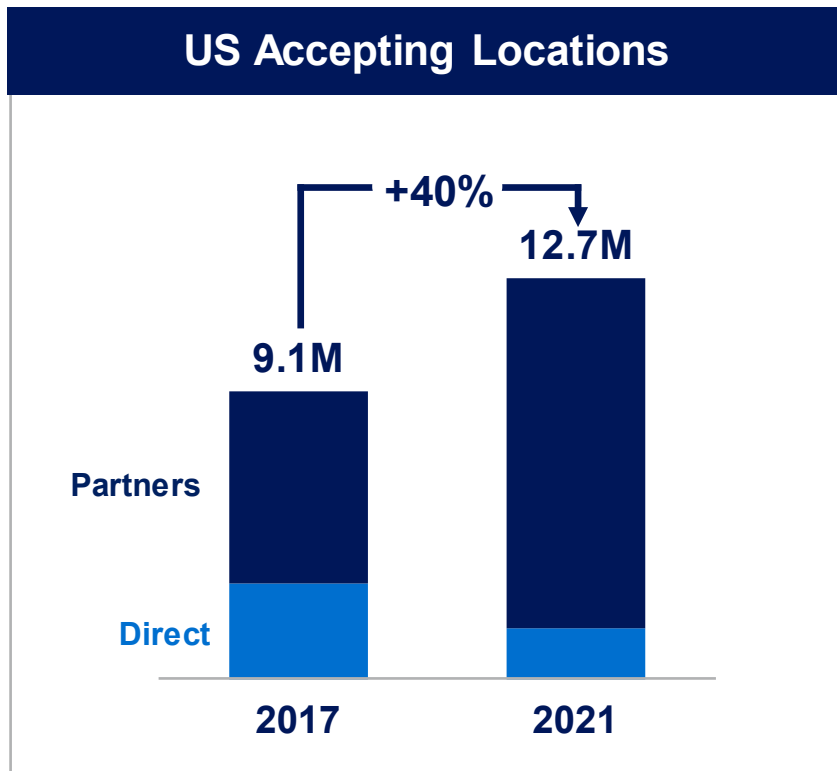 US Accepting Locations
+40%
12.7M
9.1M
Partners
Direct
2017
2021